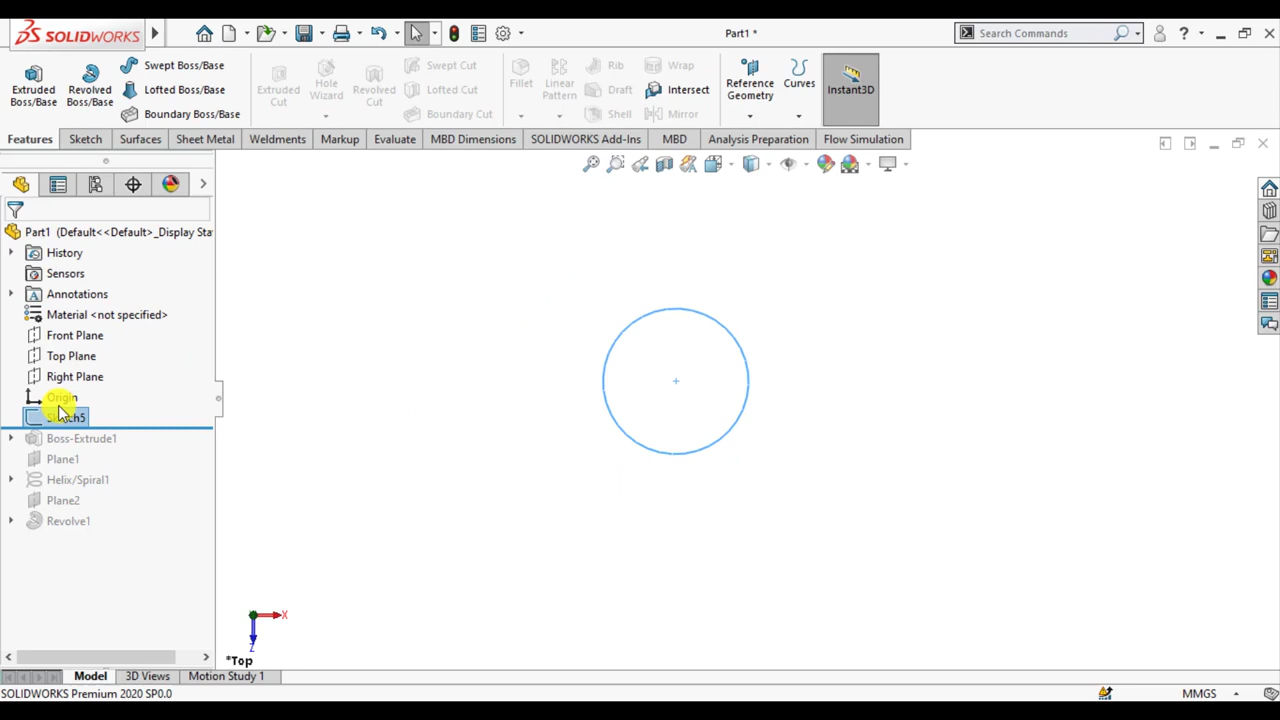 SOLIDWORKS
Part1 *
Search Commands
?
Extruded Boss/Base
Revolved Boss/Base
Swept Boss/Base
Lofted Boss/Base
Boundary Boss/Base
Extruded Cut
Hole Wizard
Revolved Cut
Swept Cut
Lofted Cut
Boundary Cut
Fillet
Linear Pattern
Rib
Draft
Shell
Wrap
Intersect
Mirror
Reference Geometry
Curves
Instant3D
Features Sketch Surfaces Sheet Metal Weldments Markup Evaluate MBD Dimensions SOLIDWORKS Add-Ins MBD Analysis Preparation Flow Simulation
Part1 (Default<<Default>_Display Sta
History
Sensors
Annotations
Material <not specified>
Front Plane
Top Plane
Right Plane
Origin
Sketch5
Boss-Extrude1
Plane1
Helix/Spiral1
Plane2
Revolve1
X
Z
*Top
Model 3D Views Motion Study 1
SOLIDWORKS Premium 2020 SP0.0
MMGS